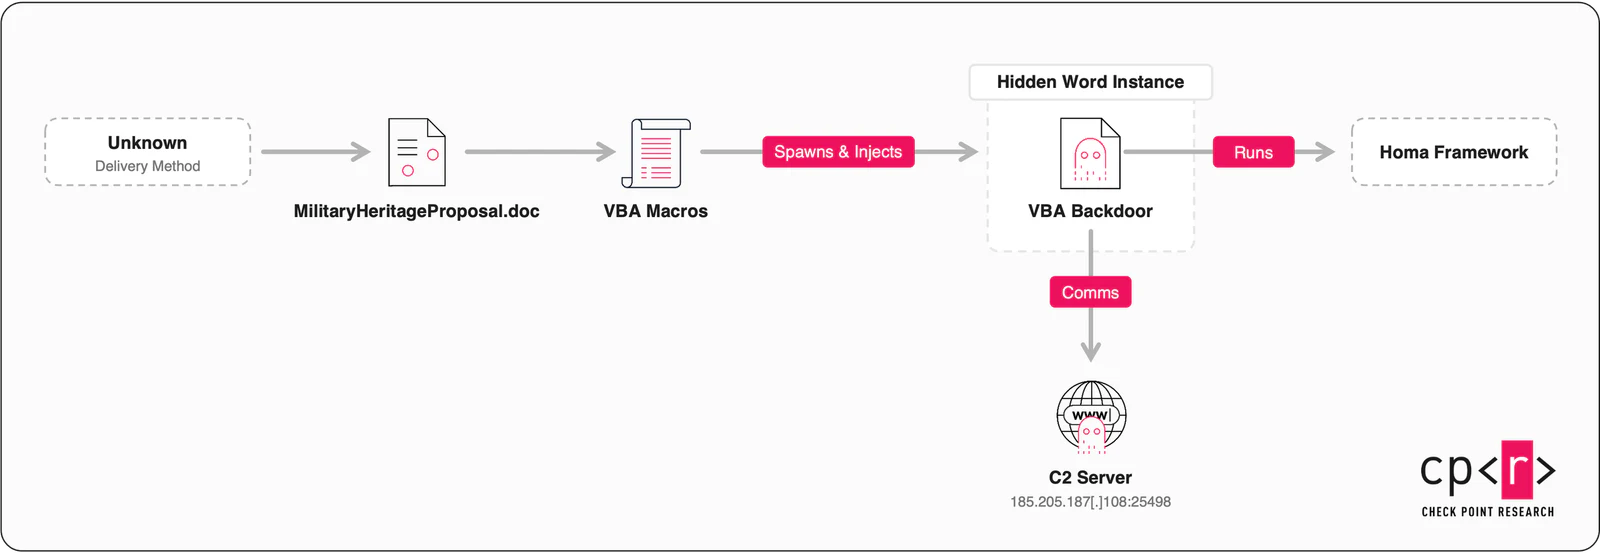 Unknown
Delivery Method
MilitaryHeritageProposal.doc
VBA Macros
Spawns & Injects
Hidden Word Instance
VBA Backdoor
Runs
Homa Framework
Comms
www
C2 Server
185.205.187[.]108:25498
cp<r>
CHECK POINT RESEARCH